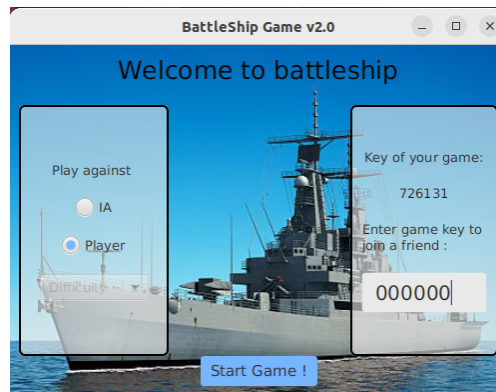 BattleShip Game v2.0
Welcome to battleship
Play against
IA
Player
Difficulty
Key of your game:
726131
Enter game key to
join a friend :
000000
Start Game !